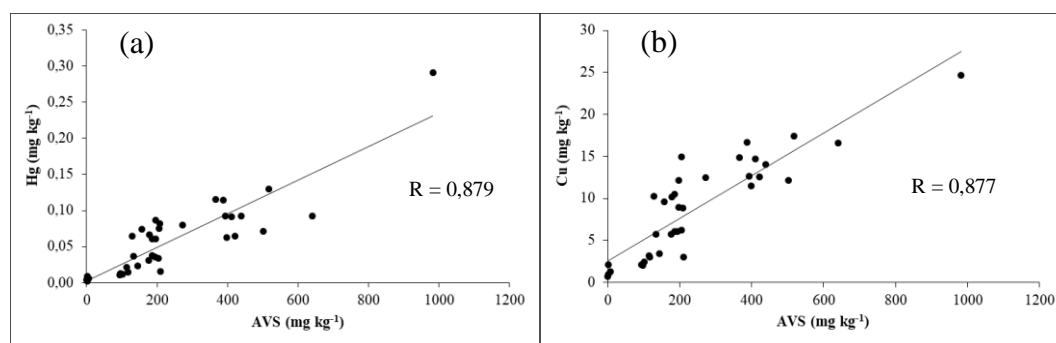 (a)
0,35
0,30
0,25
0,20
0,15
0,10
0,05
0,00
Hg (mg kg⁻¹)
R = 0,879
0 200 400 600 800 1000 1200
AVS (mg kg⁻¹)
(b)
30
25
20
15
10
5
0
Cu (mg kg⁻¹)
R = 0,877
0 200 400 600 800 1000 1200
AVS (mg kg⁻¹)